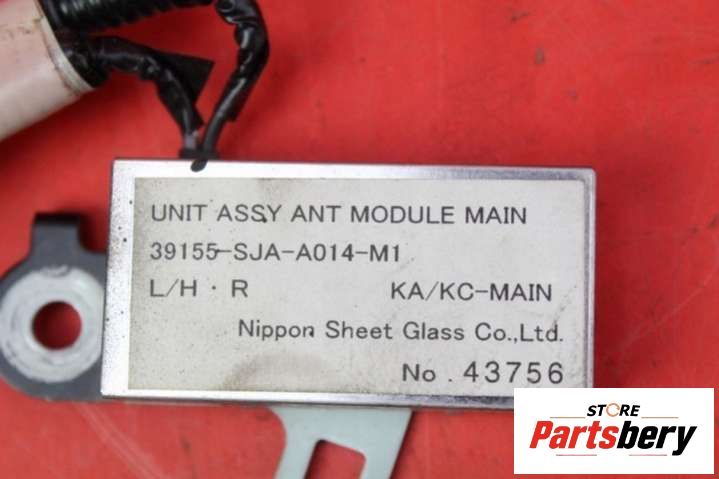 UNIT ASSY ANT MODULE MAIN
39155-SJA-A014-M1
L/H · R KA/KC-MAIN
Nippon Sheet Glass Co.,Ltd.
No . 43756
STORE
Partsbery